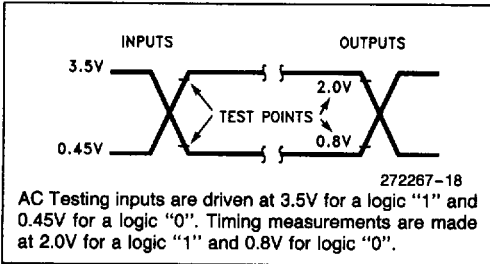 INPUTS OUTPUTS
3.5V
2.0V
TEST POINTS
0.45V 0.8V
272267-18
AC Testing inputs are driven at 3.5V for a logic "1" and
0.45V for a logic "0". Timing measurements are made
at 2.0V for a logic "1" and 0.8V for logic "0".